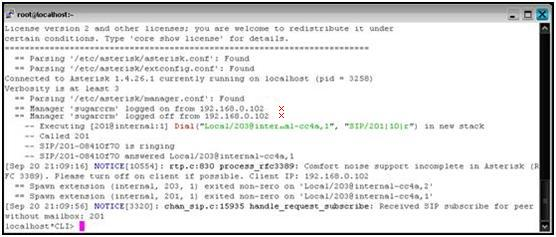 root@localhost:~
License version 2 and other licenses; you are welcome to redistribute it under
certain conditions. Type 'core show license' for details.
=========================================================================
  == Parsing '/etc/asterisk/asterisk.conf': Found
  == Parsing '/etc/asterisk/extconfig.conf': Found
Connected to Asterisk 1.4.26.1 currently running on localhost (pid = 3258)
Verbosity is at least 3
  == Parsing '/etc/asterisk/manager.conf': Found
  == Manager 'sugarcrm' logged on from 192.168.0.102
  == Manager 'sugarcrm' logged off from 192.168.0.102
    -- Executing [201@internal:1] Dial("Local/203@internal-cc4a,1", "SIP/201|10|r") in new stack
    -- Called 201
    -- SIP/201-08410f70 is ringing
    -- SIP/201-08410f70 answered Local/203@internal-cc4a,1
[Sep 20 21:09:16] NOTICE[10554]: rtp.c:830 process_rfc3389: Comfort noise support incomplete in Asterisk (R
FC 3389). Please turn off on client if possible. Client IP: 192.168.0.102
  == Spawn extension (internal, 203, 1) exited non-zero on 'Local/203@internal-cc4a,2'
  == Spawn extension (internal, 201, 1) exited non-zero on 'Local/203@internal-cc4a,1'
[Sep 20 21:09:56] NOTICE[3320]: chan_sip.c:15935 handle_request_subscribe: Received SIP subscribe for peer
without mailbox: 201
localhost*CLI>